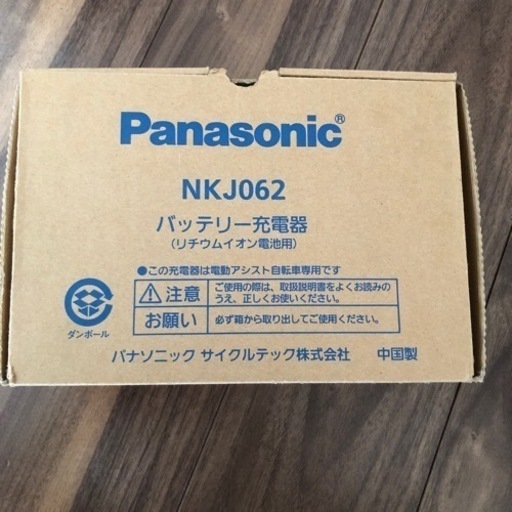 Panasonic®
NKJ062
バッテリー充電器
(リチウムイオン電池用)
●この充電器は電動アシスト自転車専用です
注意
ご使用の際は、取扱説明書をよくお読みの
うえ、正しくお使いください。
お願い
必ず箱から取り出してご使用ください。
ダンボール
パナソニック サイクルテック株式会社 中国製